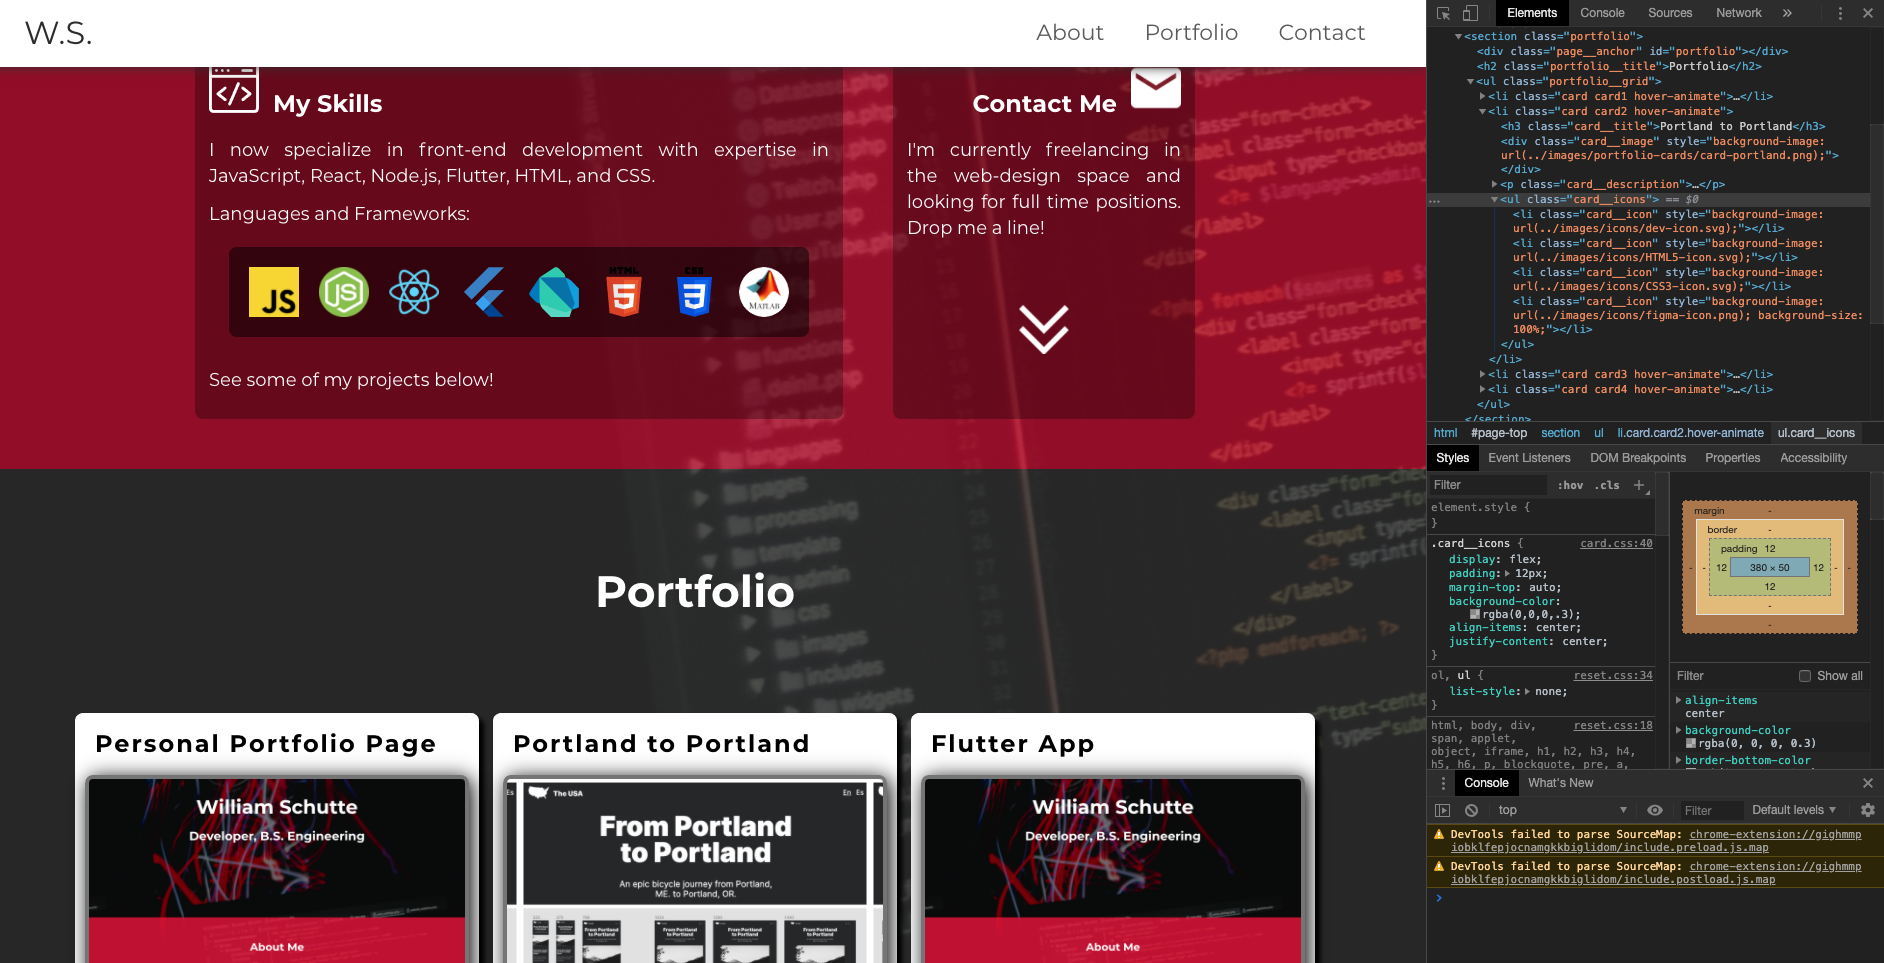 W.S.
About Portfolio Contact
My Skills
I now specialize in front-end development with expertise in
JavaScript, React, Node.js, Flutter, HTML, and CSS.
Languages and Frameworks:
JS
JS
HTML
5
CSS
3
MATLAB
See some of my projects below!
Contact Me
I'm currently freelancing in
the web-design space and
looking for full time positions.
Drop me a line!
Portfolio
Personal Portfolio Page
William Schutte
Developer, B.S. Engineering
About Me
Portland to Portland
Es The USA En Es
From Portland
to Portland
An epic bicycle journey from Portland,
ME. to Portland, OR.
Flutter App
William Schutte
Developer, B.S. Engineering
About Me
Elements Console Sources Network »
<section class="portfolio">
<div class="page__anchor" id="portfolio"></div>
<h2 class="portfolio__title">Portfolio</h2>
<ul class="portfolio__grid">
<li class="card card1 hover-animate">…</li>
<li class="card card2 hover-animate">
<h3 class="card__title">Portland to Portland</h3>
<div class="card__image" style="background-image:
url(../images/portfolio-cards/card-portland.png);">
</div>
<p class="card__description">…</p>
<ul class="card__icons"> == $0
<li class="card__icon" style="background-image:
url(../images/icons/dev-icon.svg);"></li>
<li class="card__icon" style="background-image:
url(../images/icons/HTML5-icon.svg);"></li>
<li class="card__icon" style="background-image:
url(../images/icons/CSS3-icon.svg);"></li>
<li class="card__icon" style="background-image:
url(../images/icons/figma-icon.png); background-size:
100%;"></li>
</ul>
</li>
<li class="card card3 hover-animate">…</li>
<li class="card card4 hover-animate">…</li>
</ul>
</section>
html #page-top section ul li.card.card2.hover-animate ul.card__icons
Styles Event Listeners DOM Breakpoints Properties Accessibility
Filter :hov .cls +
element.style {
}
.card__icons { card.css:40
display: flex;
padding: 12px;
margin-top: auto;
background-color:
rgba(0,0,0,.3);
align-items: center;
justify-content: center;
}
ol, ul { reset.css:34
list-style: none;
}
html, body, div, reset.css:18
span, applet,
object, iframe, h1, h2, h3, h4,
h5, h6, p, blockquote, pre, a,
margin -
border -
padding 12
- - 12 380 × 50 12 - -
12
-
-
Filter Show all
align-items
center
background-color
rgba(0, 0, 0, 0.3)
border-bottom-color
Console What's New
top Filter Default levels
DevTools failed to parse SourceMap: chrome-extension://gighmmp
iobklfepjocnamgkkbiglidom/include.preload.js.map
DevTools failed to parse SourceMap: chrome-extension://gighmmp
iobklfepjocnamgkkbiglidom/include.postload.js.map